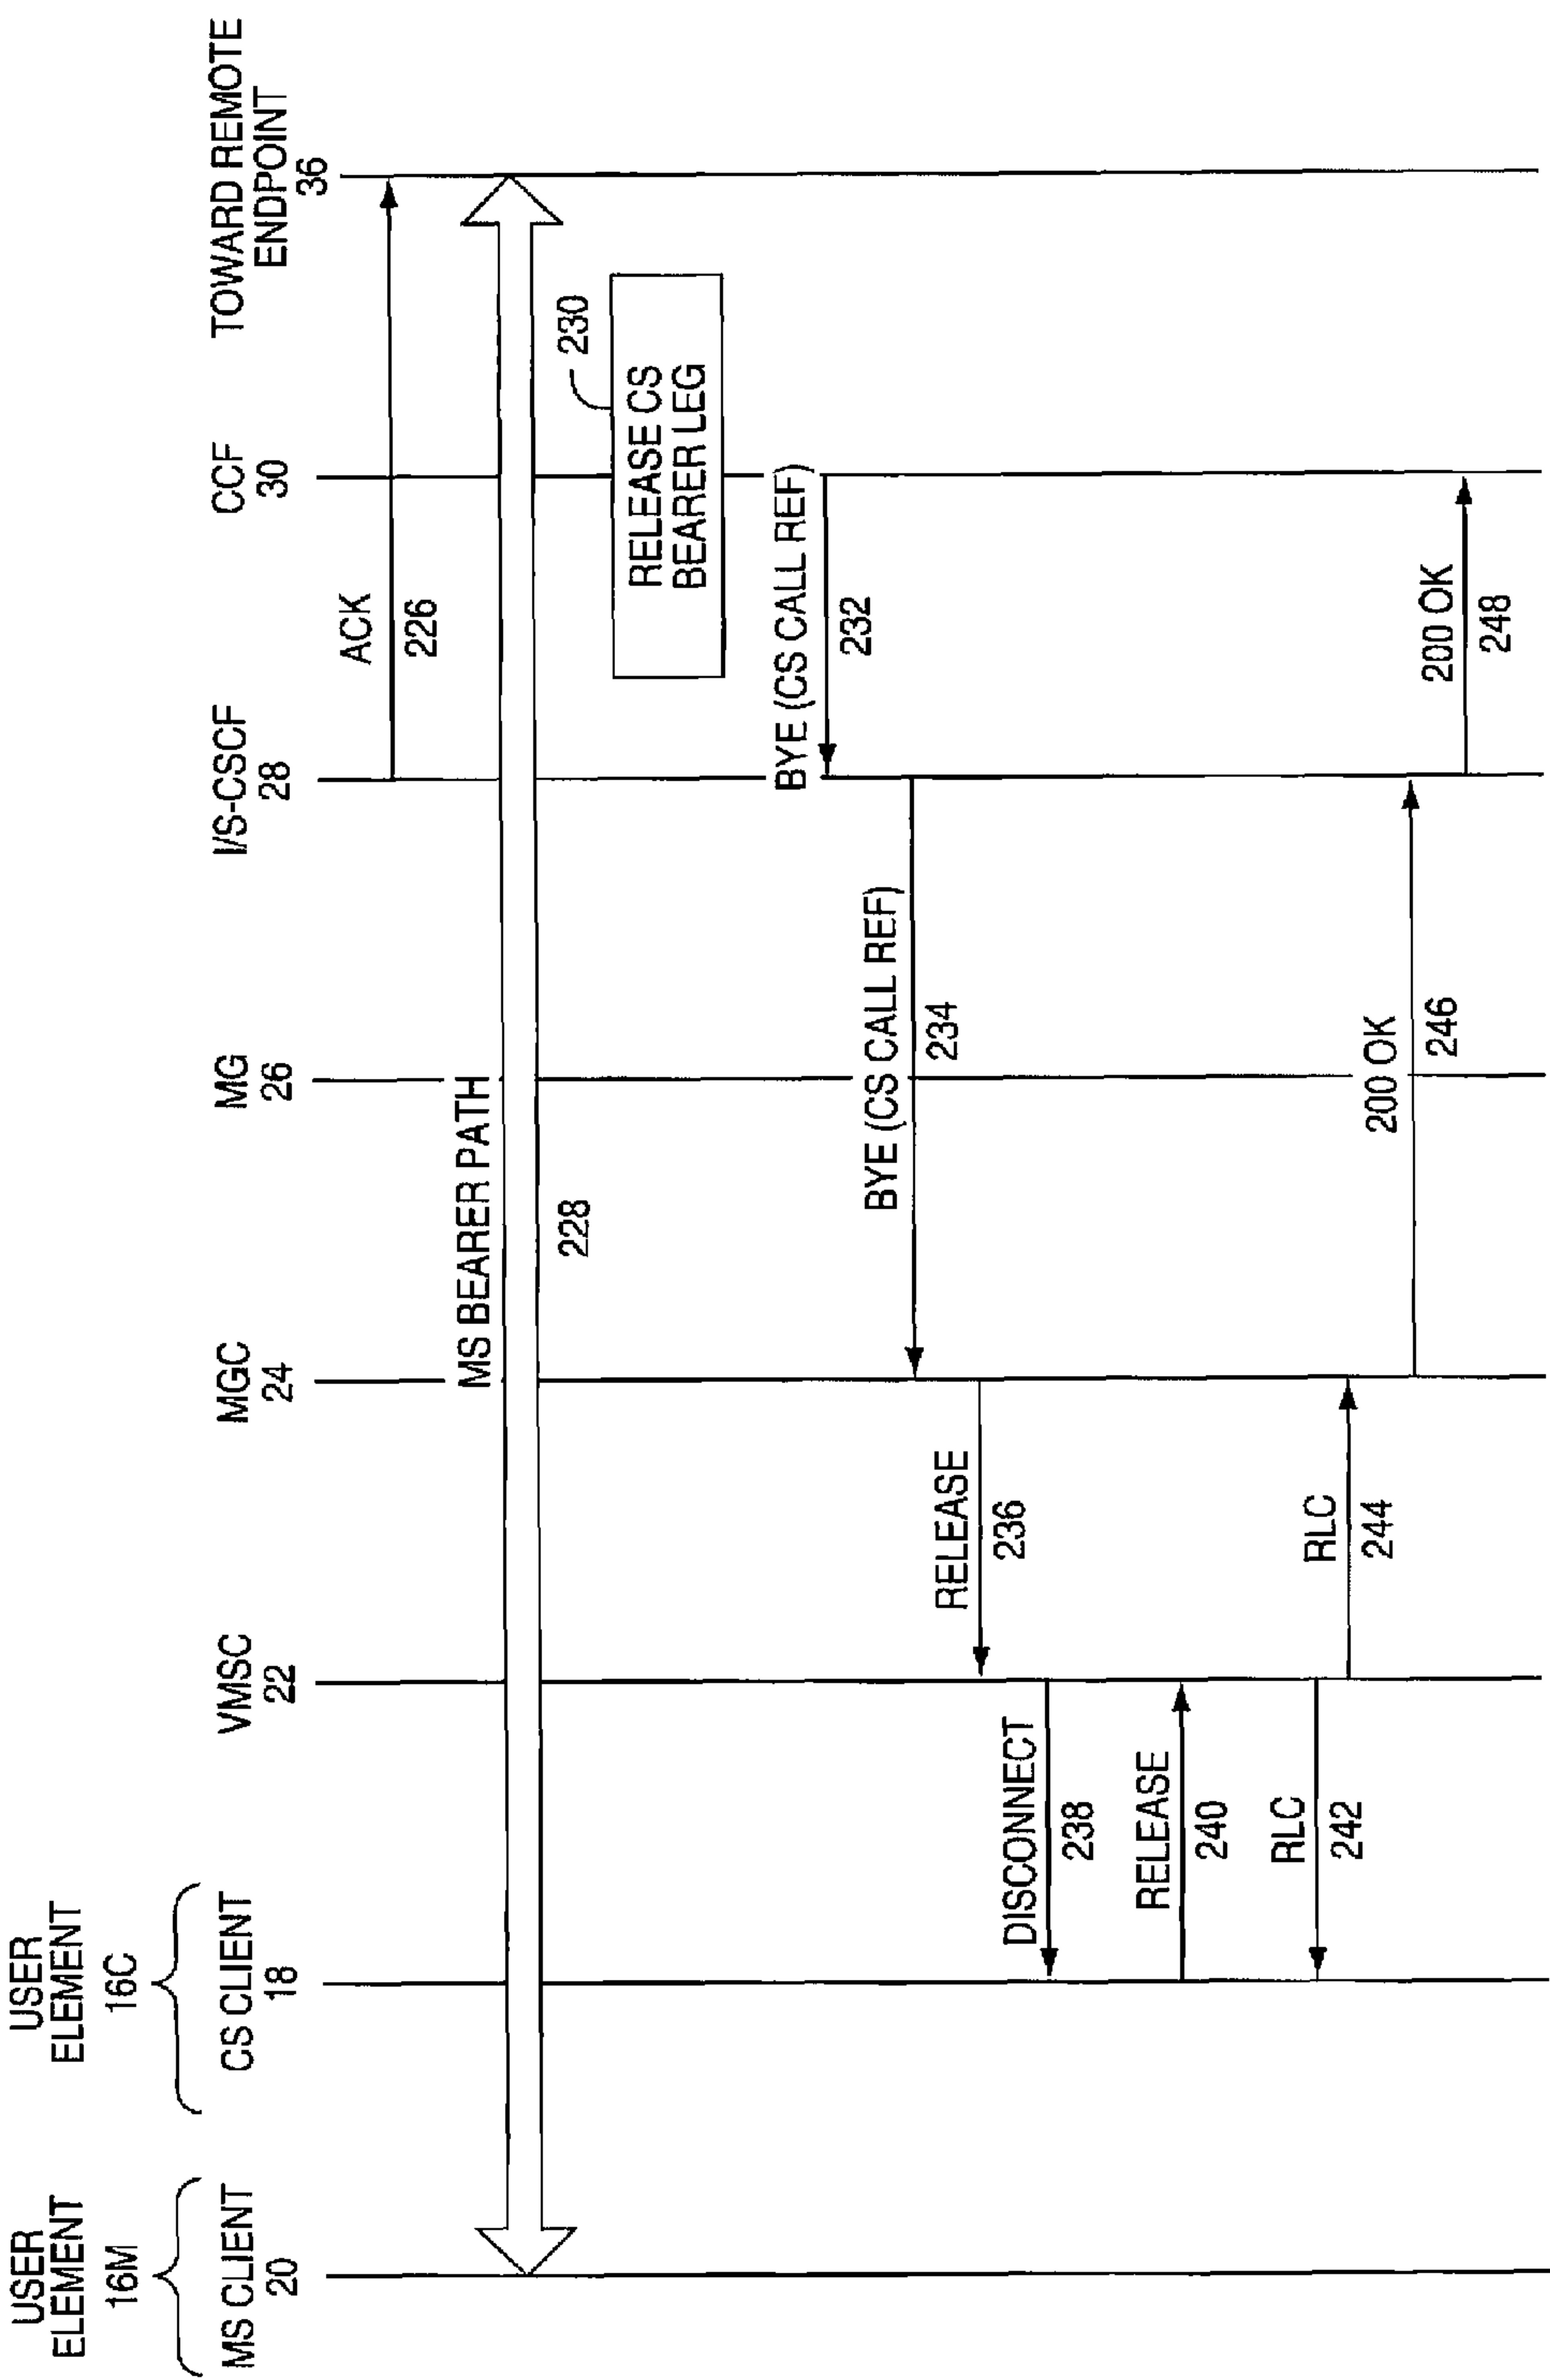 USER
ELEMENT
16M
MS CLIENT
20
USER
ELEMENT
16C
CS CLIENT
18
VMSC
22
MGC
24
MG
26
I/S-CSCF
28
CCF
30
TOWARD REMOTE
ENDPOINT
36
ACK
226
MS BEARER PATH
228
230
RELEASE CS
BEARER LEG
BYE (CS CALL REF)
232
BYE (CS CALL REF)
234
RELEASE
236
DISCONNECT
238
RELEASE
240
RLC
242
RLC
244
200 OK
246
200 OK
248